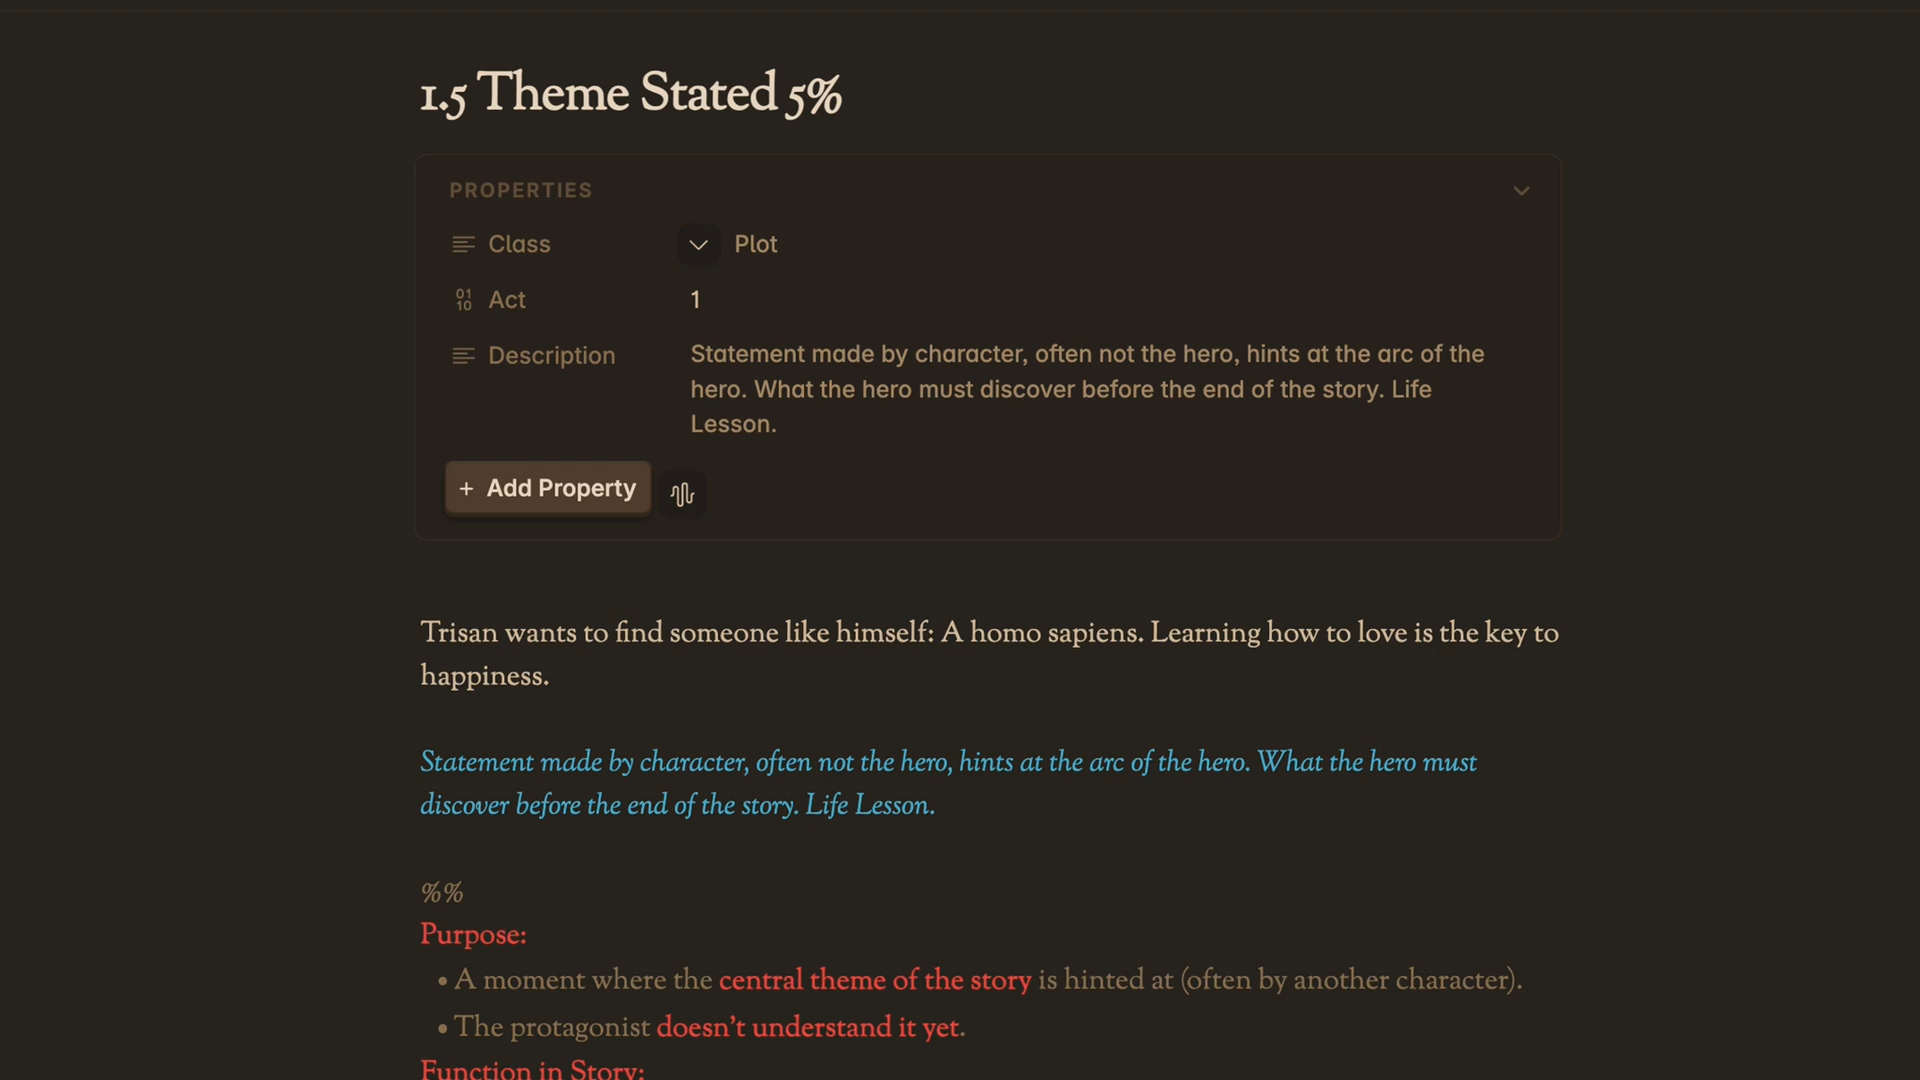 1.5 Theme Stated 5%
PROPERTIES
Class
Plot
Act
1
Description
Statement made by character, often not the hero, hints at the arc of the
hero. What the hero must discover before the end of the story. Life
Lesson.
+ Add Property
Trisan wants to find someone like himself: A homo sapiens. Learning how to love is the key to
happiness.
Statement made by character, often not the hero, hints at the arc of the hero. What the hero must
discover before the end of the story. Life Lesson.
%%
Purpose:
• A moment where the central theme of the story is hinted at (often by another character).
• The protagonist doesn’t understand it yet.
Function in Story: